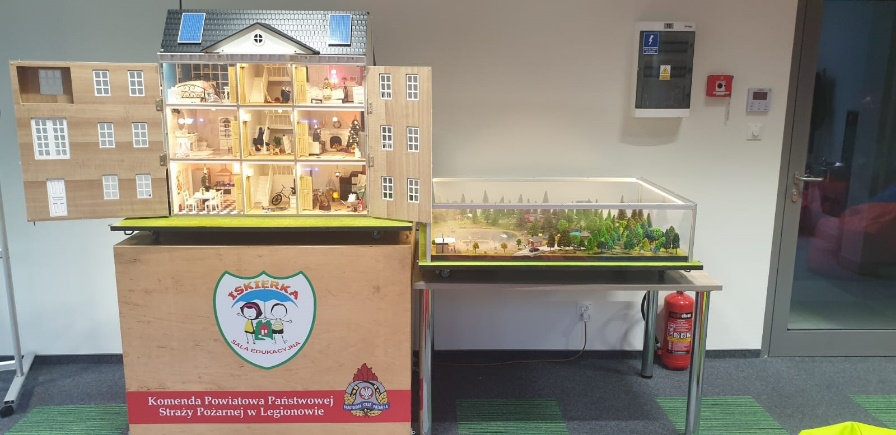 ISKIERKA
SALA EDUKACYJNA
Komenda Powiatowa Państwowej
Straży Pożarnej w Legionowie